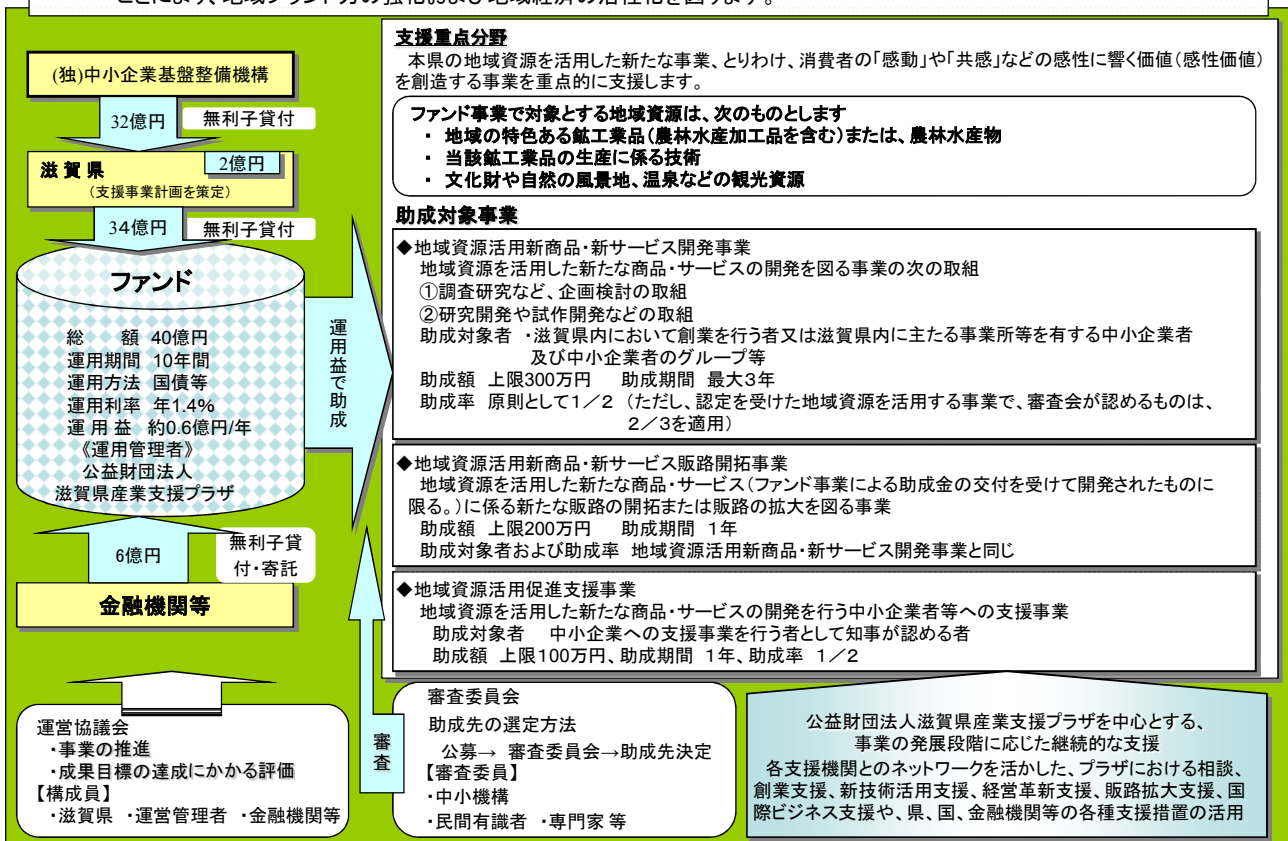 ことにより、地域ブランド力の強化および地域経済の活性化を図ります。
(独)中小企業基盤整備機構
32億円
無利子貸付
滋賀県
2億円
(支援事業計画を策定)
34億円
無利子貸付
ファンド
総　　額 40億円
運用期間 10年間
運用方法 国債等
運用利率 年1.4%
運 用 益 約0.6億円/年
《運用管理者》
公益財団法人
滋賀県産業支援プラザ
6億円
無利子貸
付・寄託
金融機関等
運用益で助成
支援重点分野
本県の地域資源を活用した新たな事業、とりわけ、消費者の「感動」や「共感」などの感性に響く価値(感性価値)
を創造する事業を重点的に支援します。
ファンド事業で対象とする地域資源は、次のものとします
・ 地域の特色ある鉱工業品(農林水産加工品を含む)または、農林水産物
・ 当該鉱工業品の生産に係る技術
・ 文化財や自然の風景地、温泉などの観光資源
助成対象事業
◆地域資源活用新商品・新サービス開発事業
地域資源を活用した新たな商品・サービスの開発を図る事業の次の取組
①調査研究など、企画検討の取組
②研究開発や試作開発などの取組
助成対象者 ・滋賀県内において創業を行う者又は滋賀県内に主たる事業所等を有する中小企業者
及び中小企業者のグループ等
助成額 上限300万円　助成期間 最大3年
助成率 原則として1/2 (ただし、認定を受けた地域資源を活用する事業で、審査会が認めるものは、
2/3を適用)
◆地域資源活用新商品・新サービス販路開拓事業
地域資源を活用した新たな商品・サービス(ファンド事業による助成金の交付を受けて開発されたものに
限る。)に係る新たな販路の開拓または販路の拡大を図る事業
助成額 上限200万円　助成期間 1年
助成対象者および助成率 地域資源活用新商品・新サービス開発事業と同じ
◆地域資源活用促進支援事業
地域資源を活用した新たな商品・サービスの開発を行う中小企業者等への支援事業
助成対象者　中小企業への支援事業を行う者として知事が認める者
助成額 上限100万円、助成期間 1年、助成率 1/2
運営協議会
・事業の推進
・成果目標の達成にかかる評価
【構成員】
・滋賀県 ・運営管理者 ・金融機関等
審査
審査委員会
助成先の選定方法
公募→ 審査委員会→助成先決定
【審査委員】
・中小機構
・民間有識者 ・専門家 等
公益財団法人滋賀県産業支援プラザを中心とする、
事業の発展段階に応じた継続的な支援
各支援機関とのネットワークを活かした、プラザにおける相談、
創業支援、新技術活用支援、経営革新支援、販路拡大支援、国
際ビジネス支援や、県、国、金融機関等の各種支援措置の活用